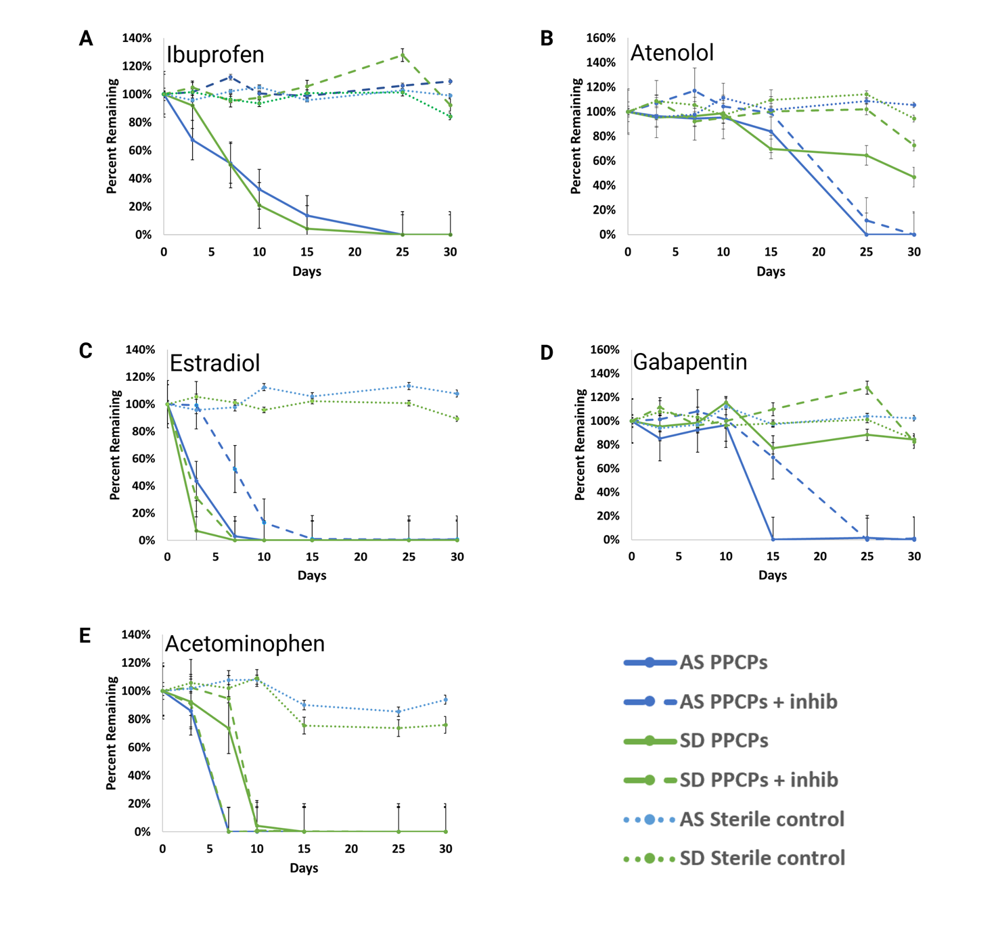 A
Ibuprofen
140%
120%
100%
80%
60%
40%
20%
0%
Percent Remaining
0 5 10 15 20 25 30
Days
B
Atenolol
160%
140%
120%
100%
80%
60%
40%
20%
0%
Percent Remaining
0 5 10 15 20 25 30
Days
C
Estradiol
140%
120%
100%
80%
60%
40%
20%
0%
Percent Remaining
0 5 10 15 20 25 30
Days
D
Gabapentin
160%
140%
120%
100%
80%
60%
40%
20%
0%
Percent Remaining
0 5 10 15 20 25 30
Days
E
Acetominophen
140%
120%
100%
80%
60%
40%
20%
0%
Percent Remaining
0 5 10 15 20 25 30
Days
AS PPCPs
AS PPCPs + inhib
SD PPCPs
SD PPCPs + inhib
AS Sterile control
SD Sterile control